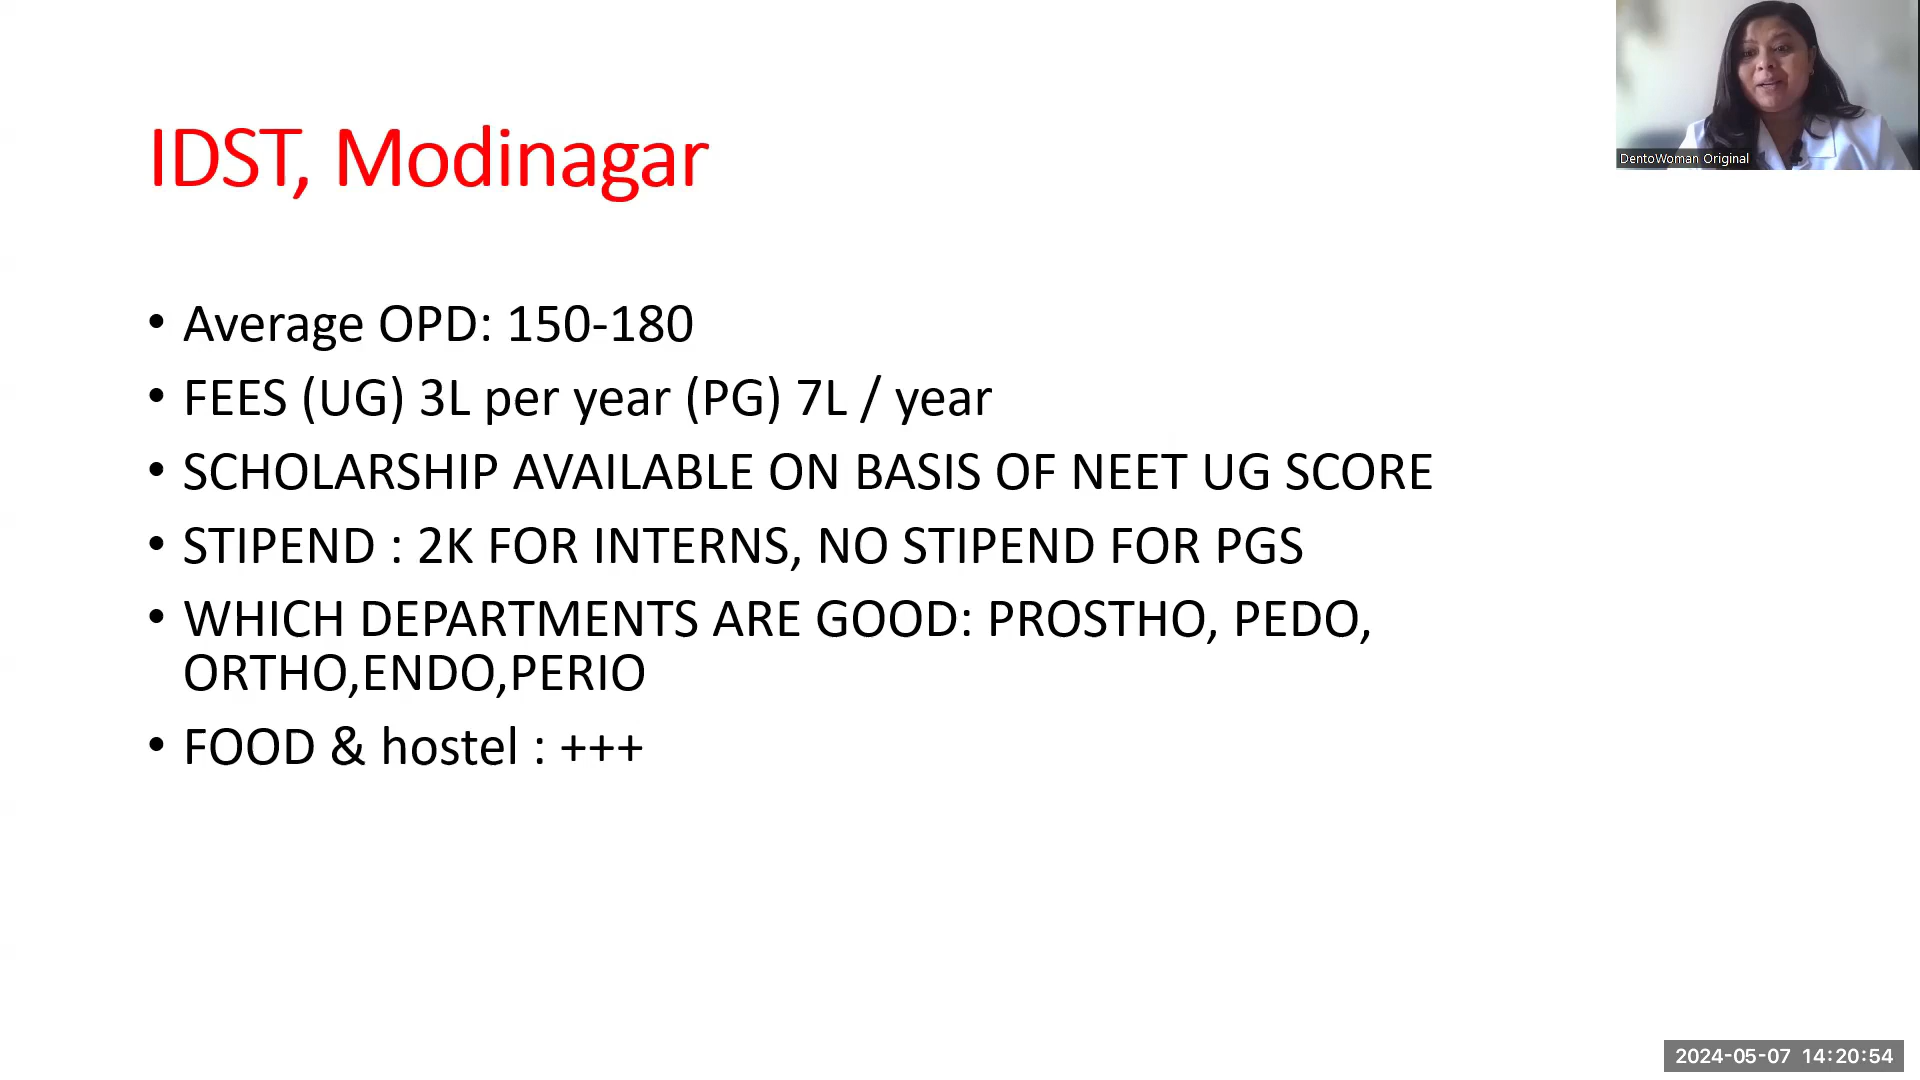 IDST, Modinagar
• Average OPD: 150-180
• FEES (UG) 3L per year (PG) 7L / year
• SCHOLARSHIP AVAILABLE ON BASIS OF NEET UG SCORE
• STIPEND : 2K FOR INTERNS, NO STIPEND FOR PGS
• WHICH DEPARTMENTS ARE GOOD: PROSTHO, PEDO,
ORTHO,ENDO,PERIO
• FOOD & hostel : +++
DentoWoman Original
2024-05-07 14:20:54